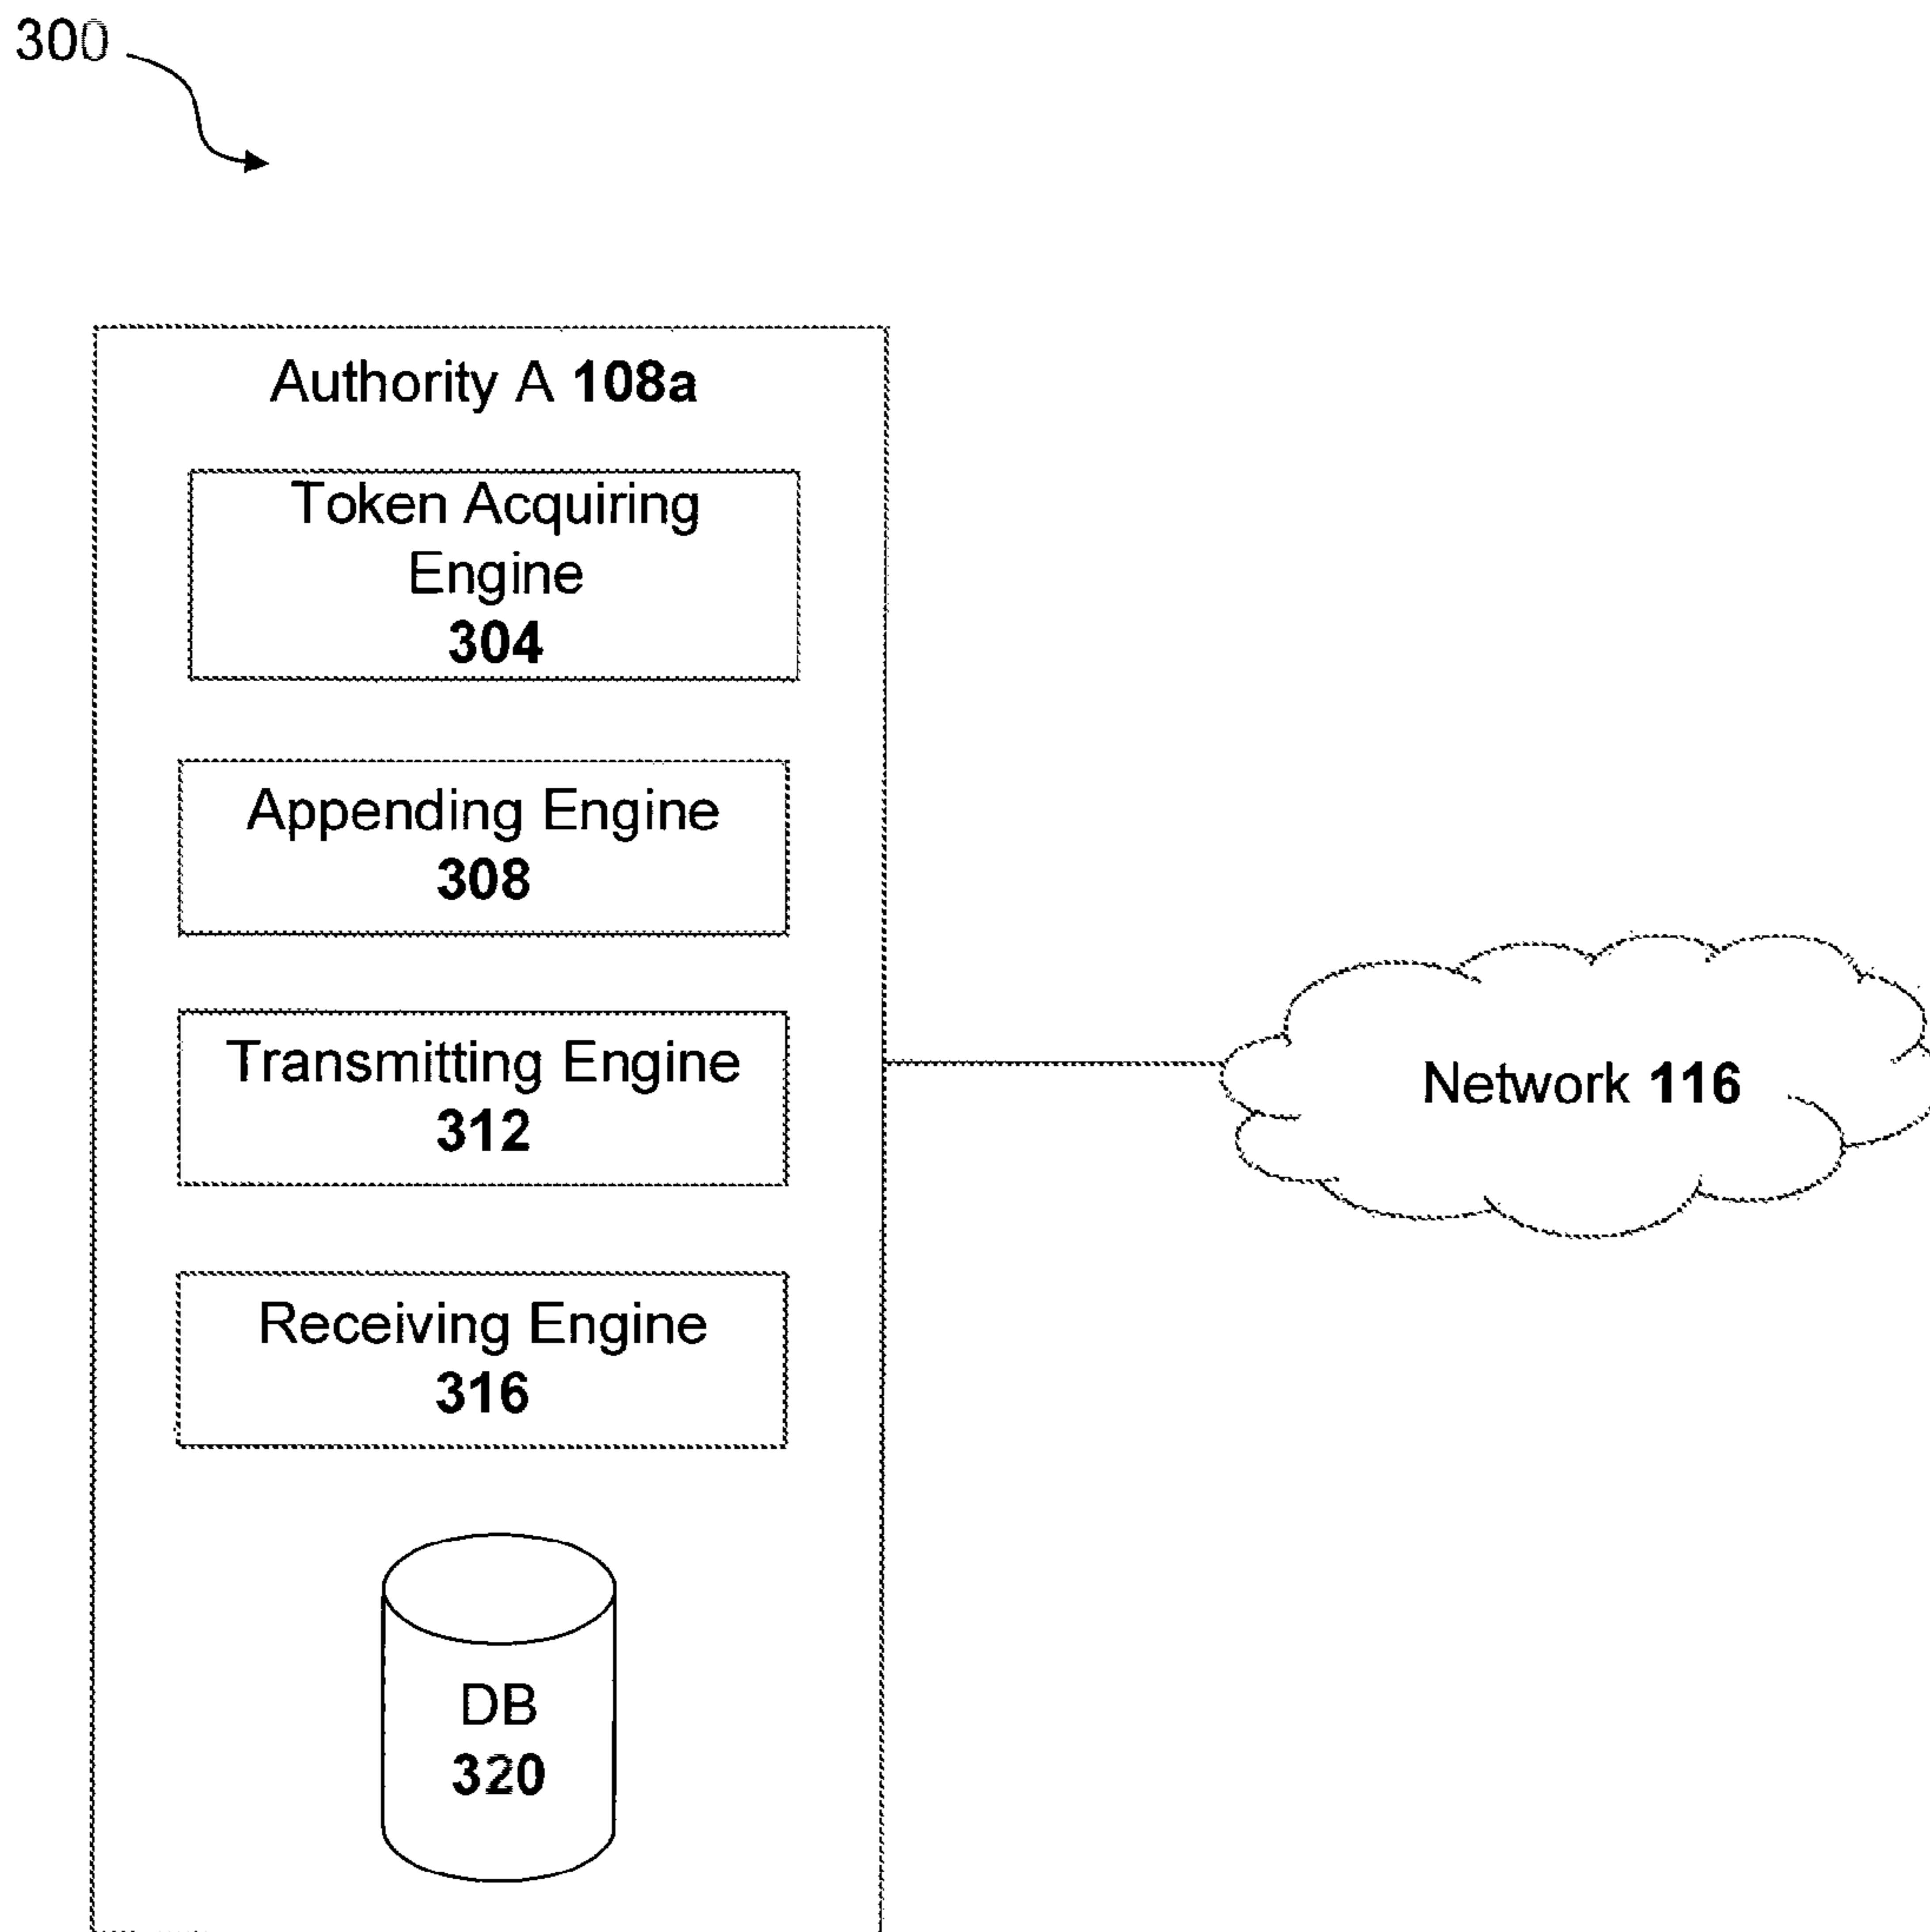 300
Authority A 108a
Token Acquiring
Engine
304
Appending Engine
308
Transmitting Engine
312
Network 116
Receiving Engine
316
DB
320